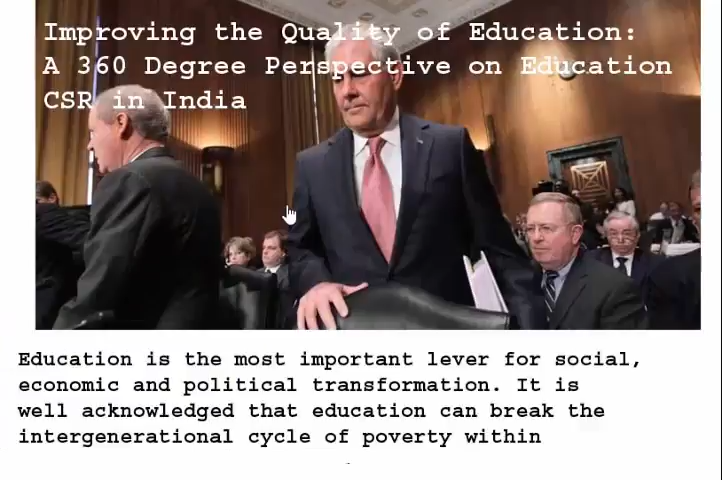 Improving the Quality of Education:
A 360 Degree Perspective on Education
CSR in India
Education is the most important lever for social,
economic and political transformation. It is
well acknowledged that education can break the
intergenerational cycle of poverty within